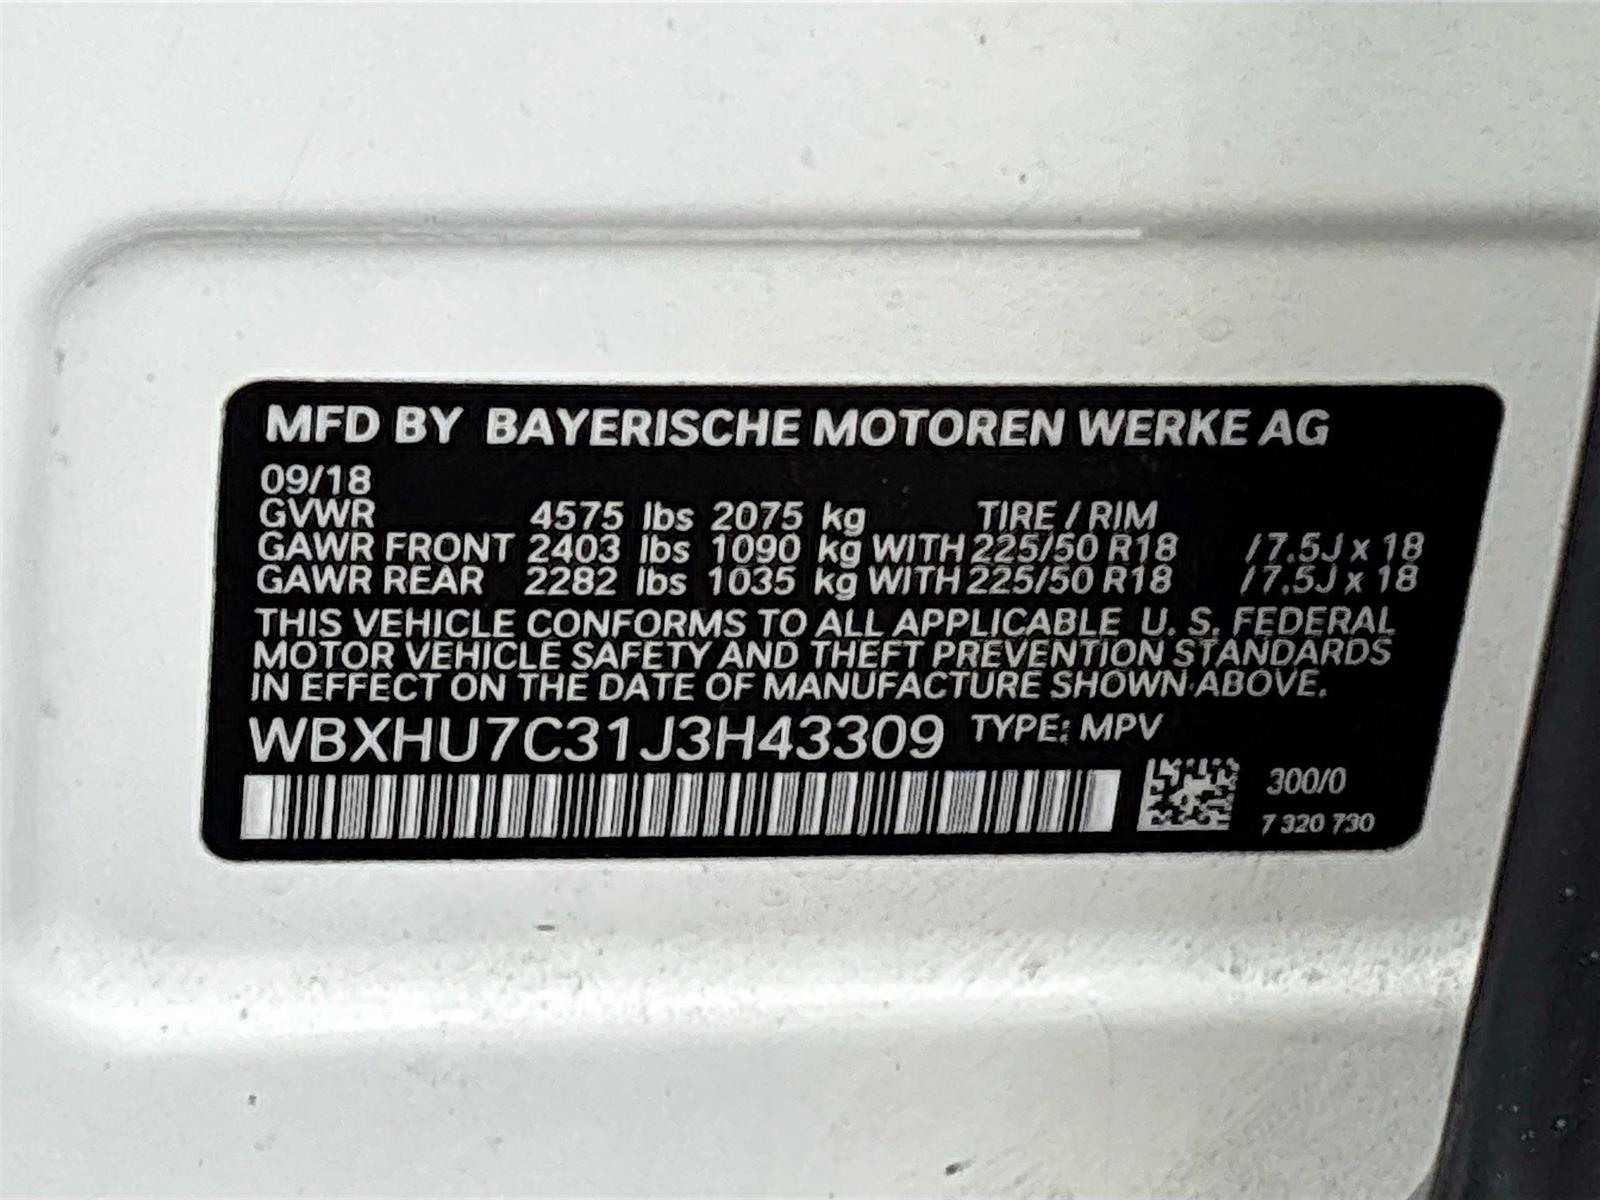 MFD BY BAYERISCHE MOTOREN WERKE AG
09/18
GVWR 4575 lbs 2075 kg TIRE / RIM
GAWR FRONT 2403 lbs 1090 kg WITH 225/50 R18 / 7.5J x 18
GAWR REAR 2282 lbs 1035 kg WITH 225/50 R18 / 7.5J x 18
THIS VEHICLE CONFORMS TO ALL APPLICABLE U. S. FEDERAL
MOTOR VEHICLE SAFETY AND THEFT PREVENTION STANDARDS
IN EFFECT ON THE DATE OF MANUFACTURE SHOWN ABOVE.
WBXHU7C31J3H43309 TYPE: MPV
300/0
7 320 730